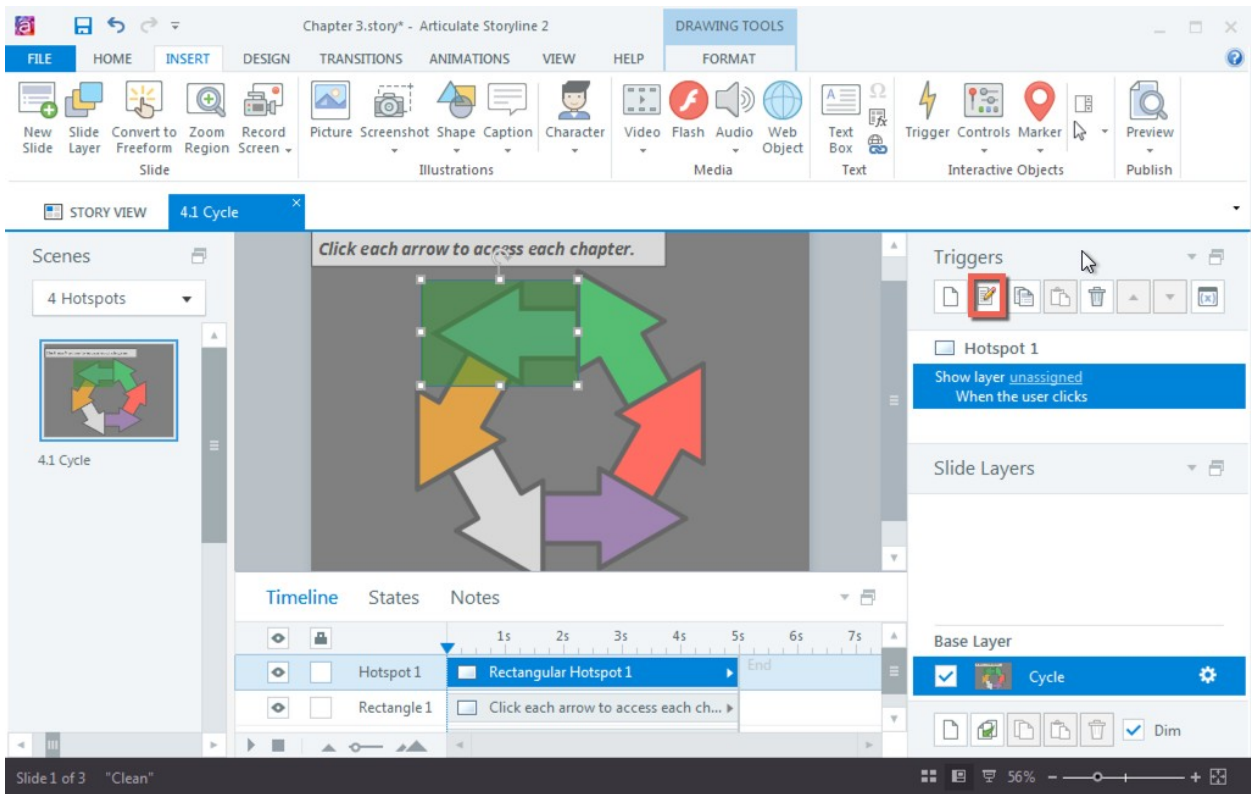 Chapter 3.story* - Articulate Storyline 2
DRAWING TOOLS
FILE HOME INSERT DESIGN TRANSITIONS ANIMATIONS VIEW HELP FORMAT
New Slide
Slide Layer
Convert to Freeform
Zoom Region
Record Screen
Picture
Screenshot
Shape
Caption
Character
Video
Flash
Audio
Web Object
Text Box
Trigger
Controls
Marker
Preview
Slide
Illustrations
Media
Text
Interactive Objects
Publish
STORY VIEW
4.1 Cycle
Scenes
4 Hotspots
4.1 Cycle
Click each arrow to access each chapter.
Triggers
Hotspot 1
Show layer unassigned
When the user clicks
Slide Layers
Base Layer
Cycle
Dim
Timeline States Notes
1s 2s 3s 4s 5s 6s 7s
Hotspot 1 Rectangular Hotspot 1 End
Rectangle 1 Click each arrow to access each ch...
Slide 1 of 3 "Clean"
56%